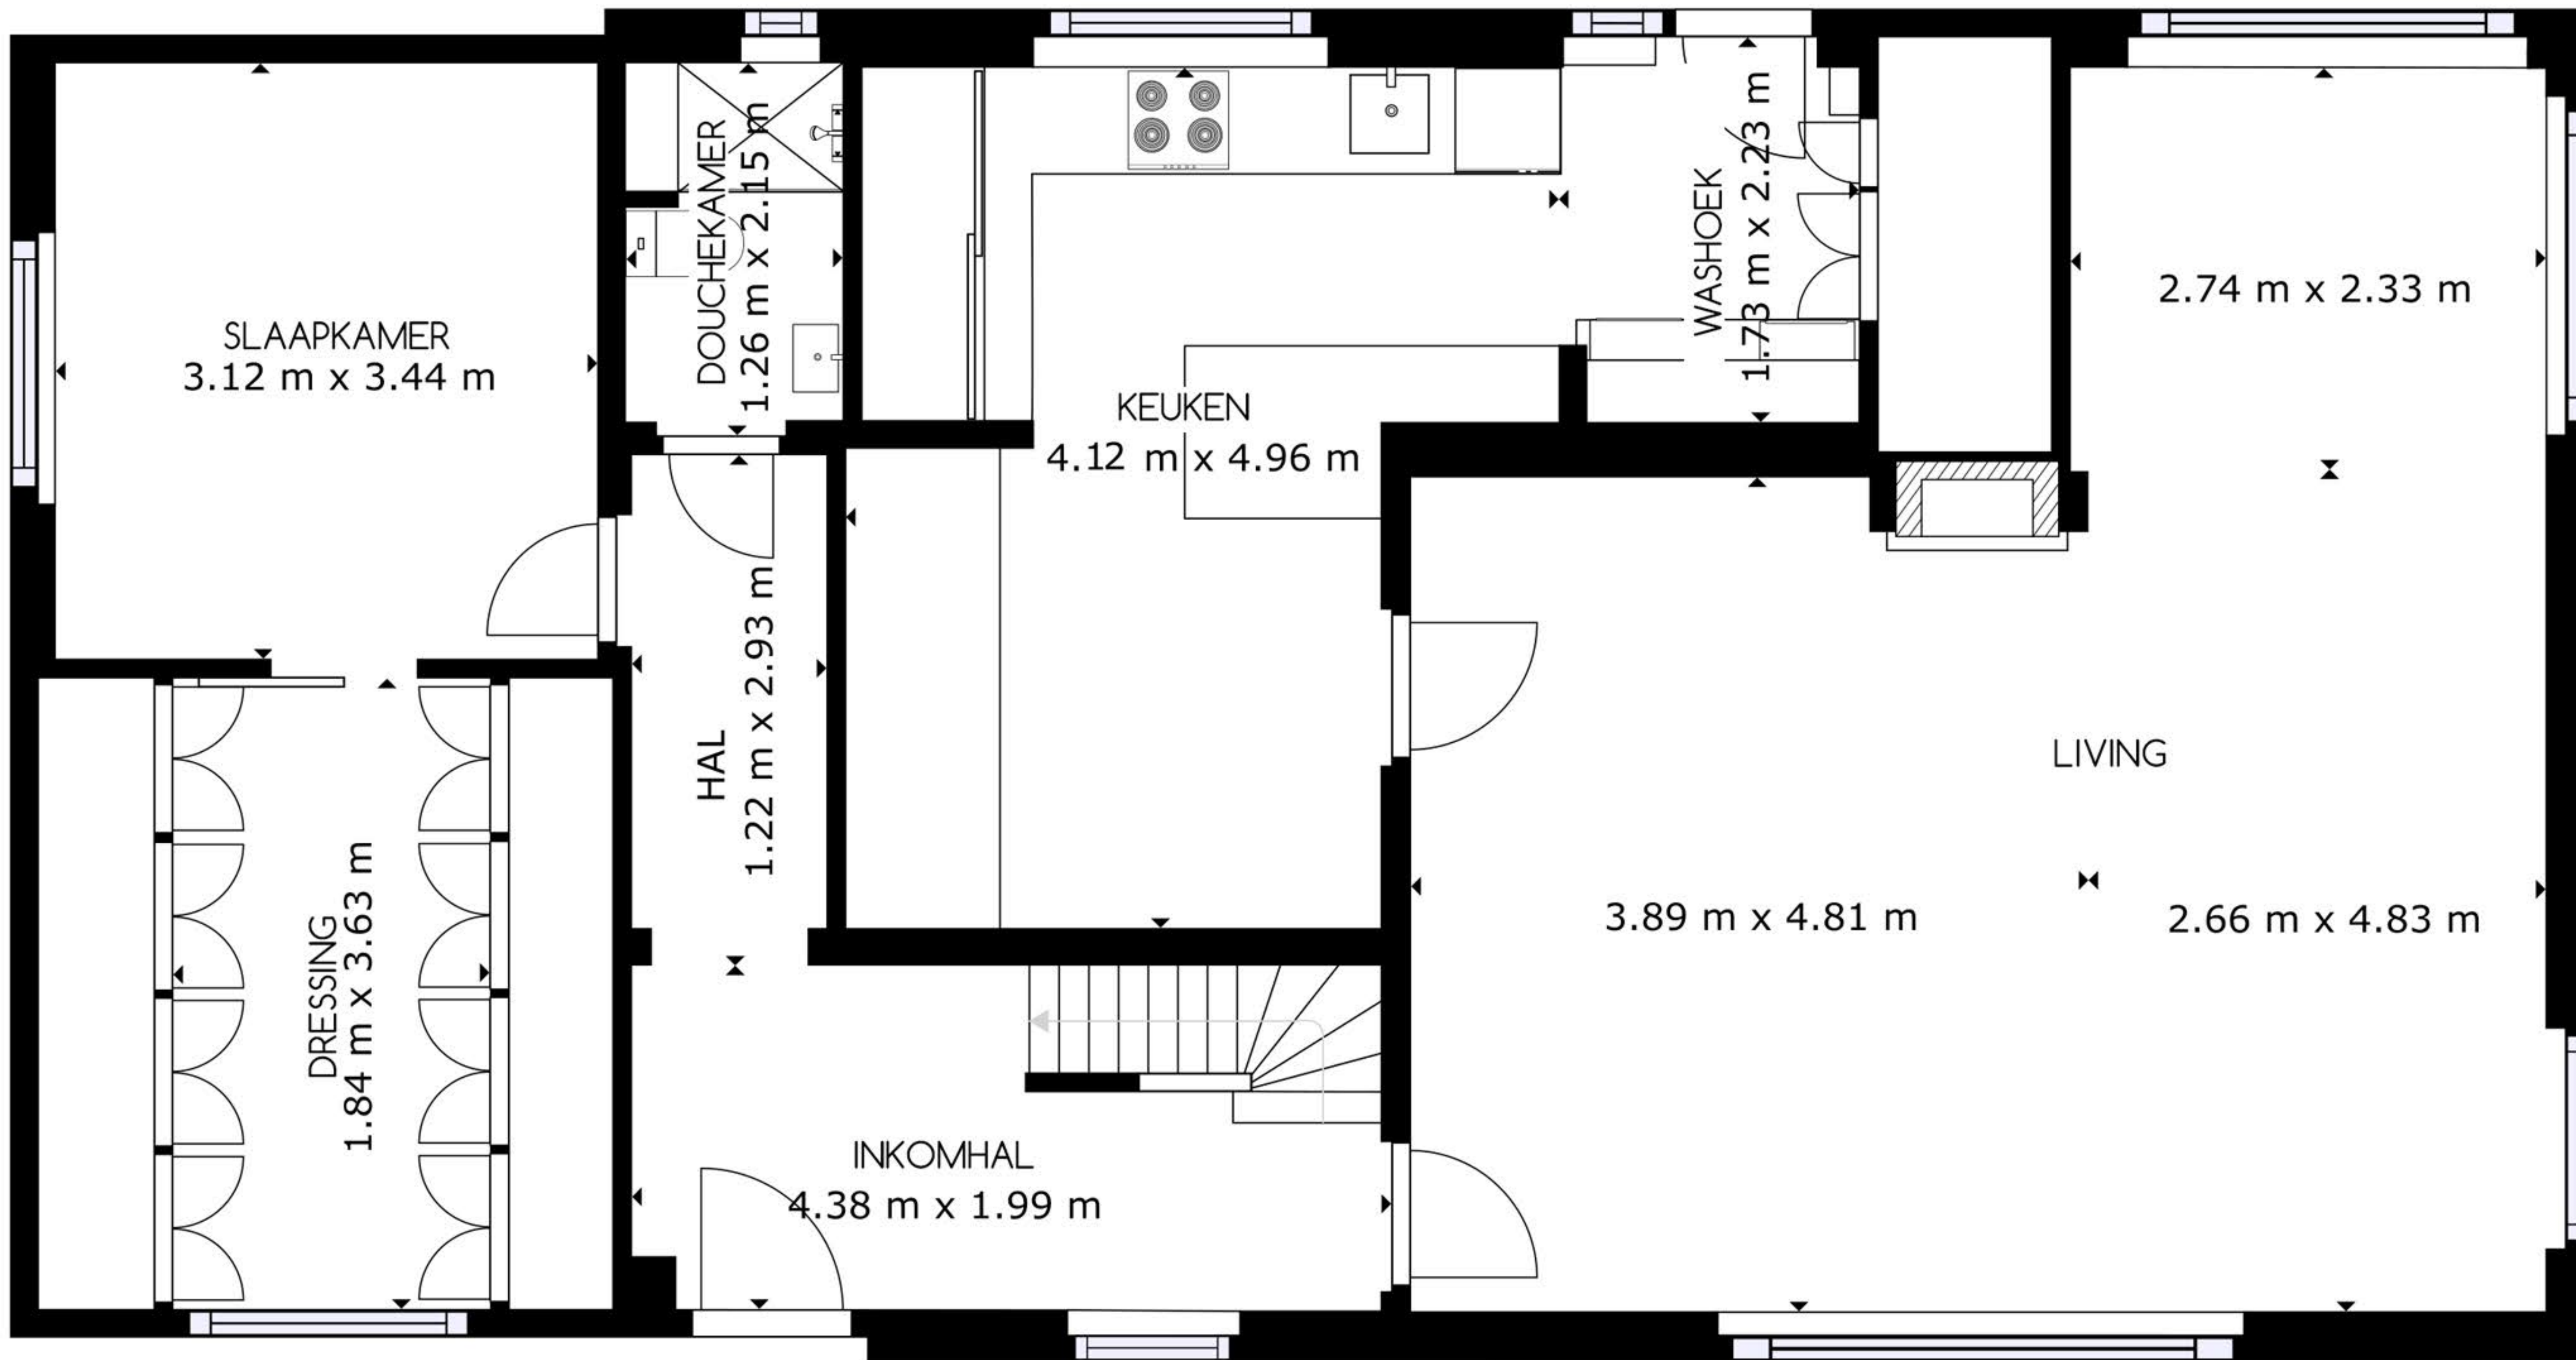 SLAAPKAMER
3.12 m x 3.44 m
DOUCHEKAMER
1.26 m x 2.15 m
KEUKEN
4.12 m x 4.96 m
WASHOEK
1.73 m x 2.23 m
2.74 m x 2.33 m
HAL
1.22 m x 2.93 m
LIVING
3.89 m x 4.81 m
2.66 m x 4.83 m
DRESSING
1.84 m x 3.63 m
INKOMHAL
4.38 m x 1.99 m